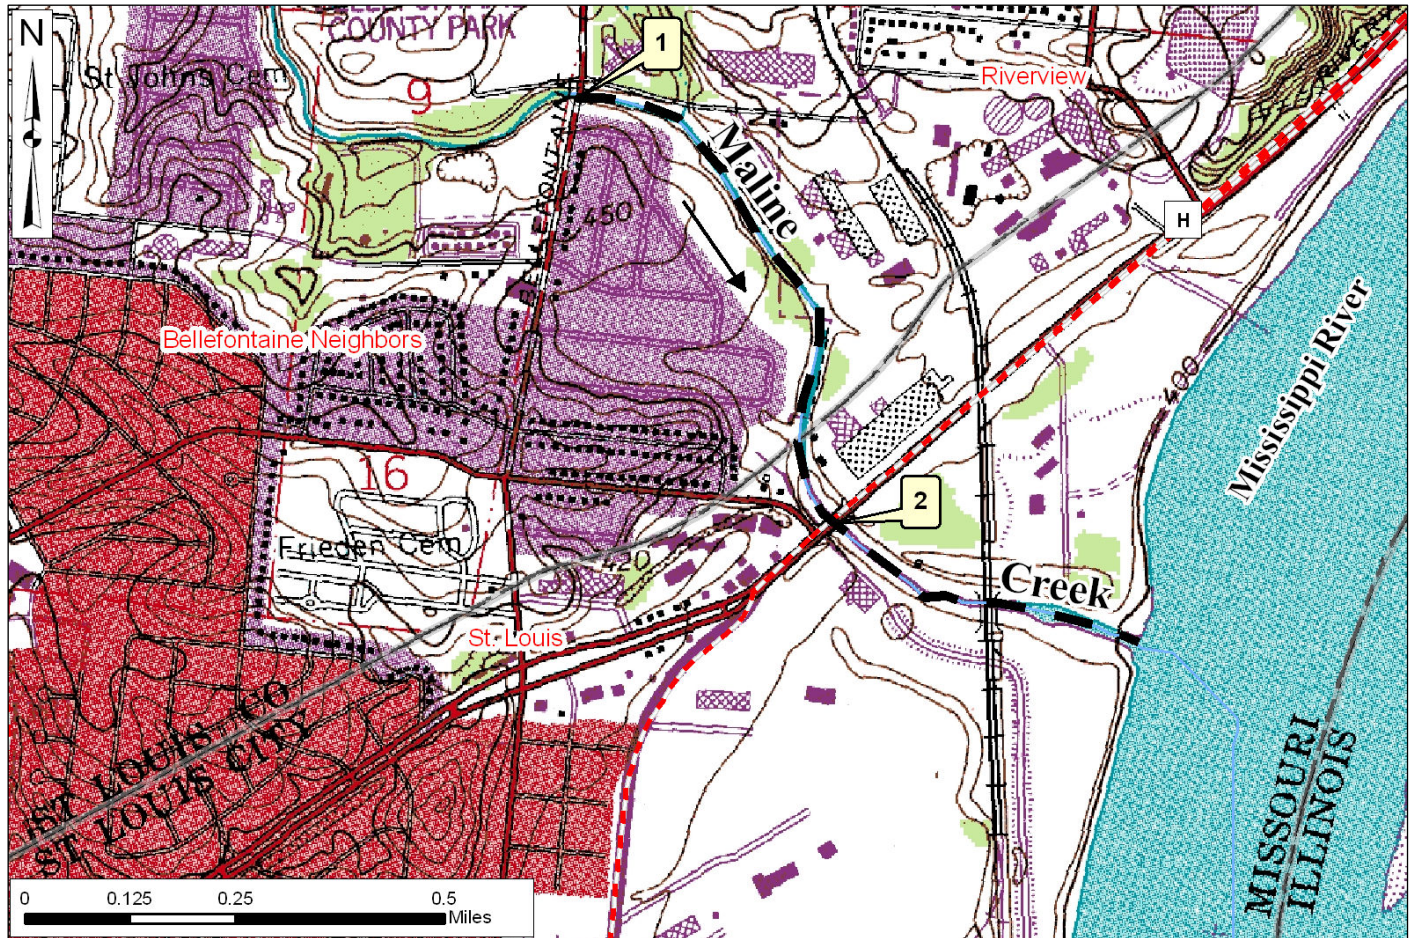 N
COUNTY PARK
1
St Johns Cem
9
Riverview
Maline
450
H
Bellefontaine Neighbors
Mississippi River
400
16
2
Frieden Cem
420
Creek
St. Louis
ST LOUIS CO
ST LOUIS CITY
MISSOURI
ILLINOIS
0 0.125 0.25 0.5
Miles